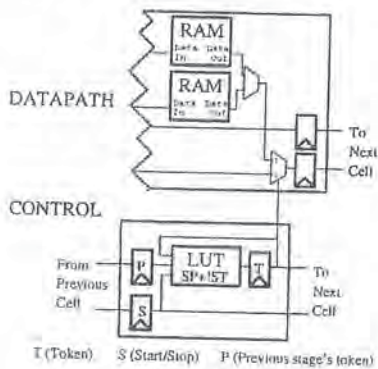 RAM
Data Data
In Out
RAM
Data Data
In Out
DATAPATH
To
Next
Cell
CONTROL
From
Previous
Cell
P
LUT
SP+!ST
T
S
To
Next
Cell
T (Token) S (Start/Stop) P (Previous stage's token)